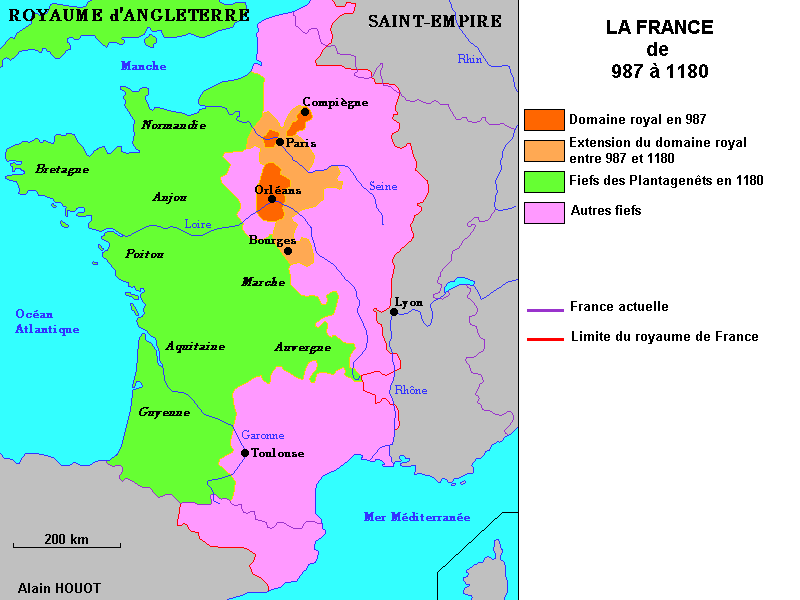 ROYAUME d'ANGLETERRE
SAINT-EMPIRE
LA FRANCE
de
987 à 1180
Manche
Rhin
Compiègne
Domaine royal en 987
Normandie
Paris
Extension du domaine royal
entre 987 et 1180
Bretagne
Fiefs des Plantagenêts en 1180
Anjou
Orléans
Seine
Autres fiefs
Loire
Bourges
Poitou
Marche
Lyon
France actuelle
Océan
Atlantique
Limite du royaume de France
Aquitaine
Auvergne
Rhône
Guyenne
Garonne
Toulouse
Mer Méditerranée
200 km
Alain HOUOT